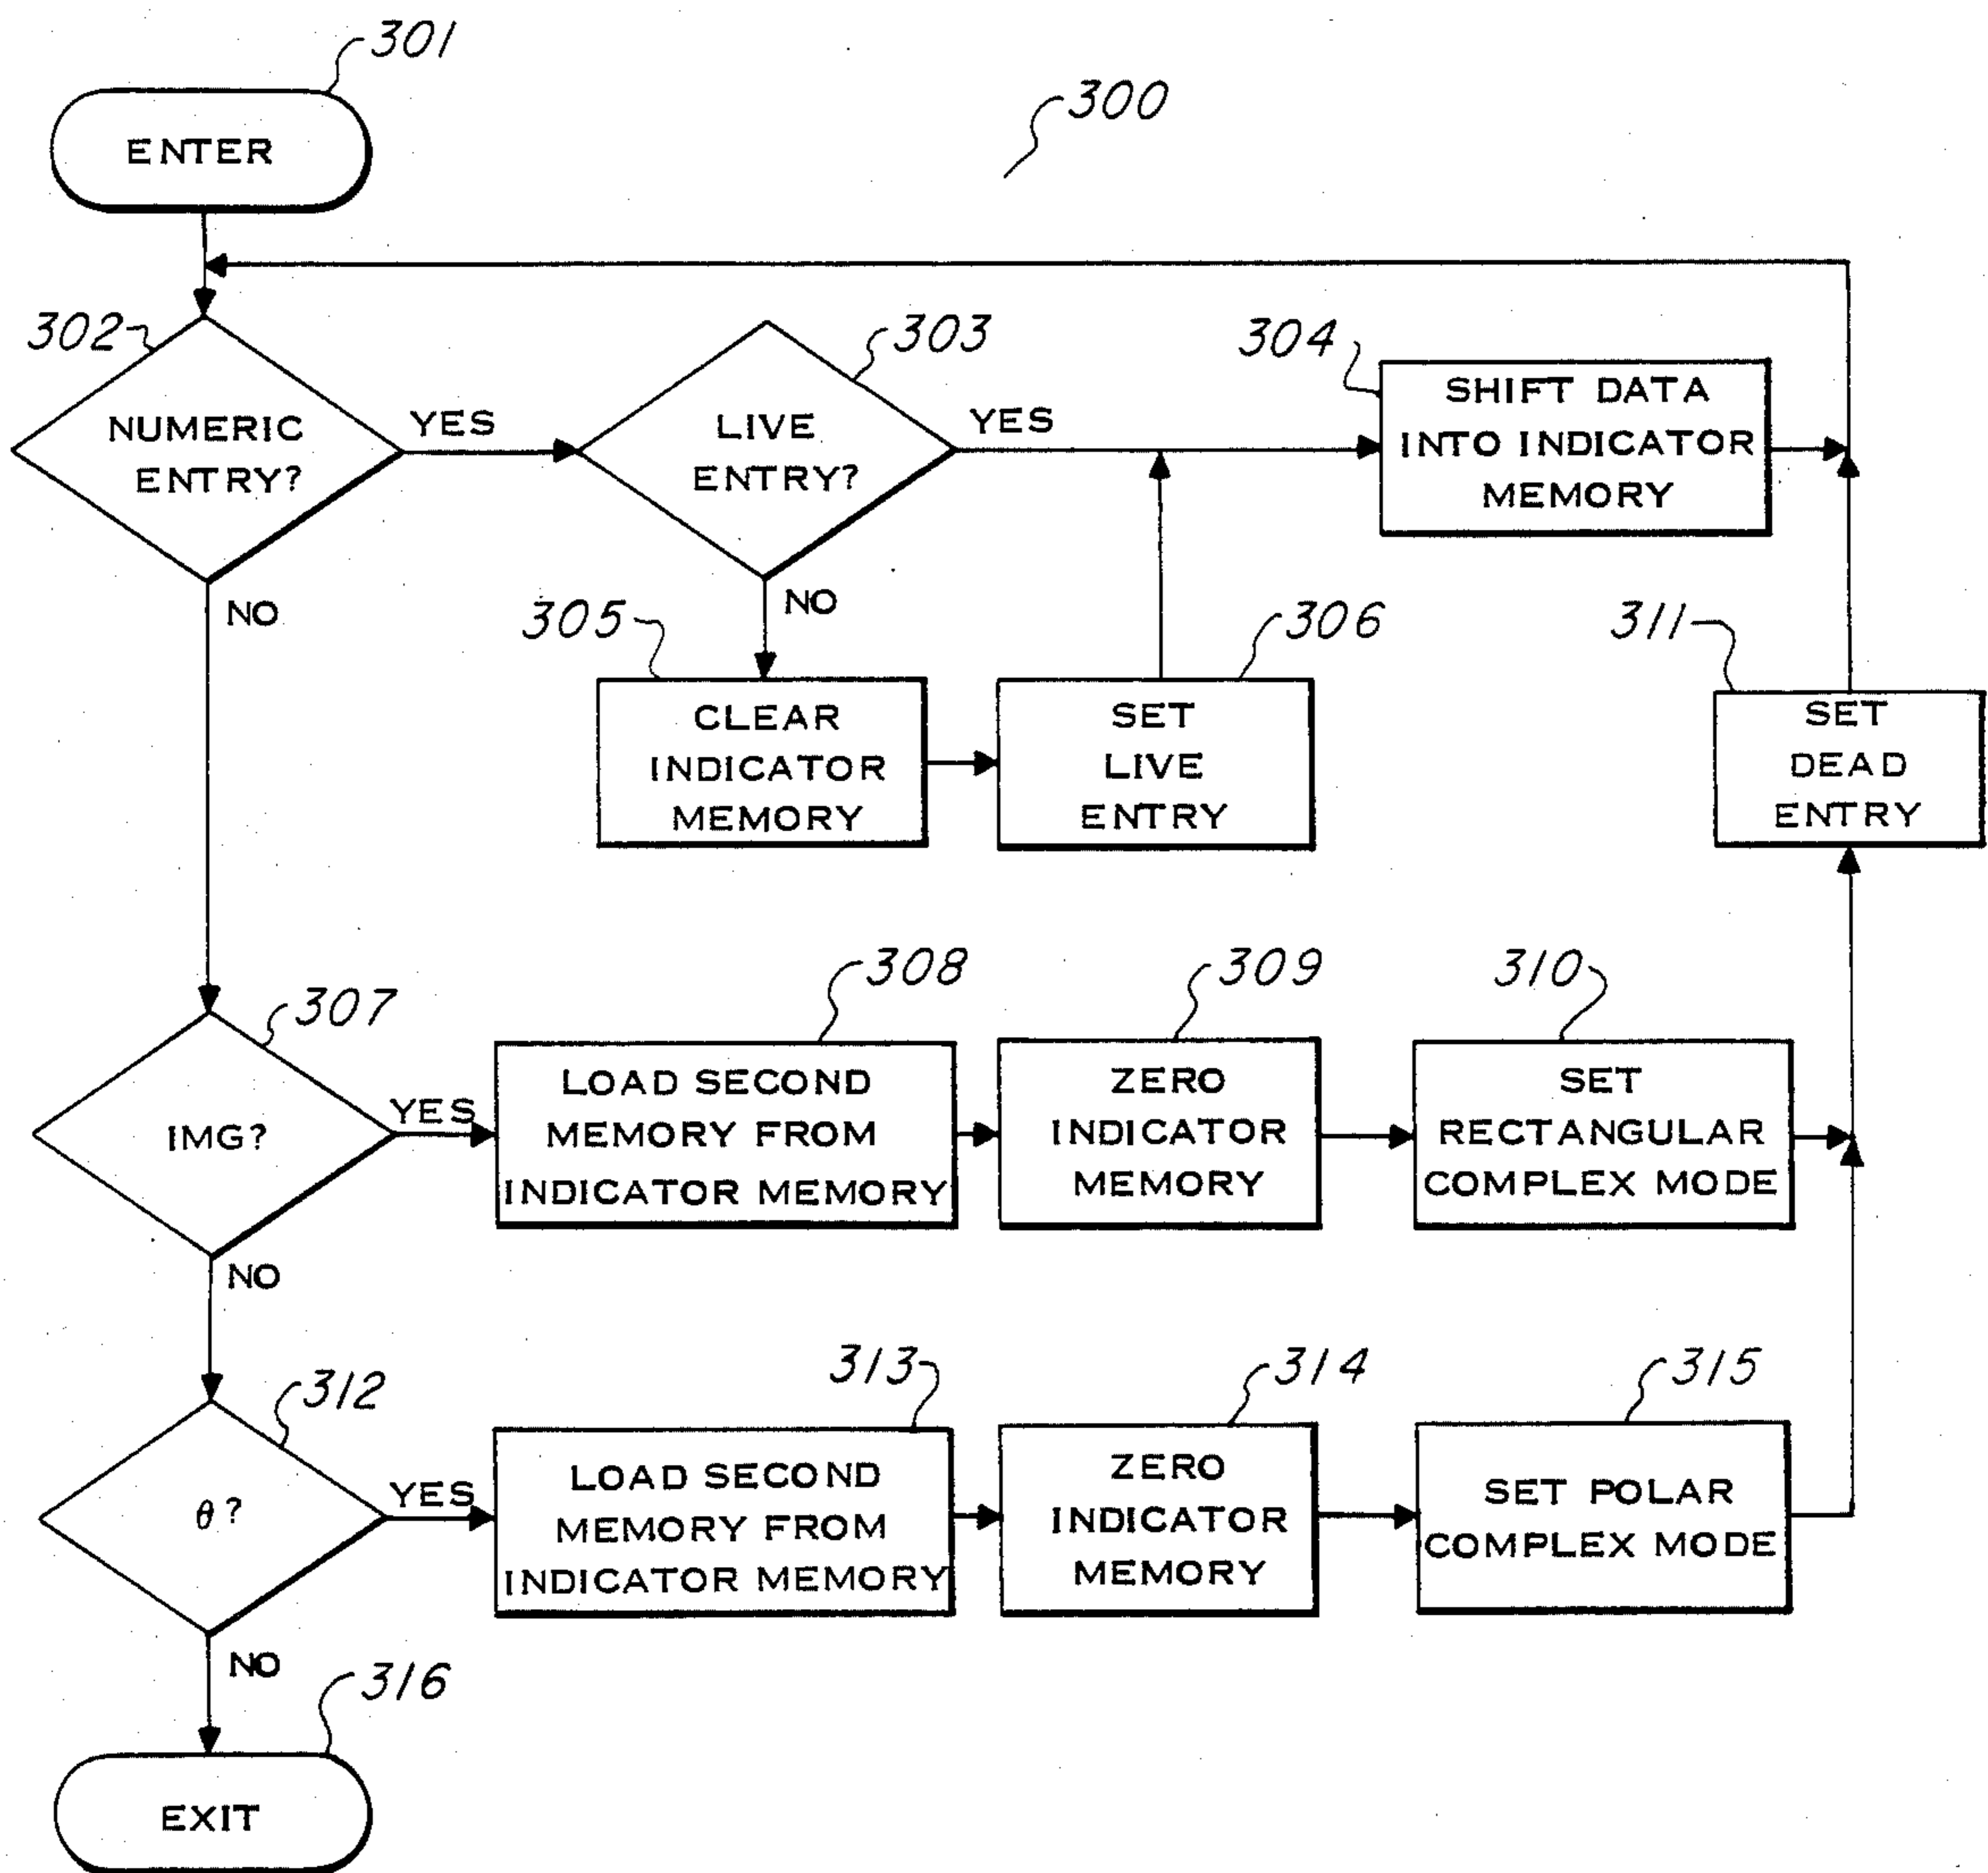 301
ENTER
300
302
NUMERIC
ENTRY?
YES
NO
303
LIVE
ENTRY?
YES
NO
304
SHIFT DATA
INTO INDICATOR
MEMORY
305
CLEAR
INDICATOR
MEMORY
306
SET
LIVE
ENTRY
311
SET
DEAD
ENTRY
307
IMG?
YES
NO
308
LOAD SECOND
MEMORY FROM
INDICATOR MEMORY
309
ZERO
INDICATOR
MEMORY
310
SET
RECTANGULAR
COMPLEX MODE
312
θ?
YES
NO
313
LOAD SECOND
MEMORY FROM
INDICATOR MEMORY
314
ZERO
INDICATOR
MEMORY
315
SET POLAR
COMPLEX MODE
316
EXIT